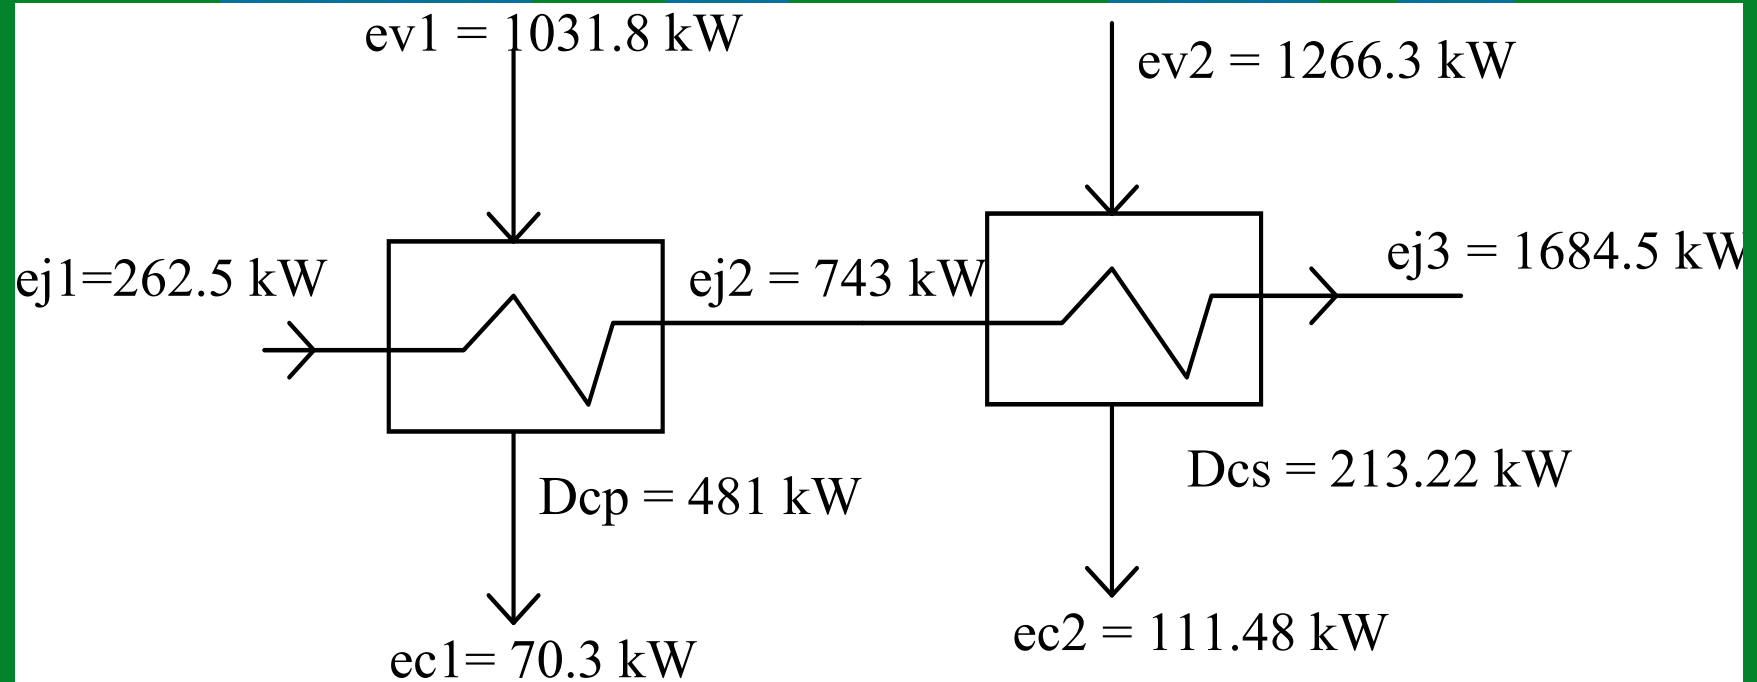 ev1 = 1031.8 kW
ev2 = 1266.3 kW
ej1=262.5 kW
ej2 = 743 kW
ej3 = 1684.5 kW
Dcp = 481 kW
Dcs = 213.22 kW
ec1= 70.3 kW
ec2 = 111.48 kW